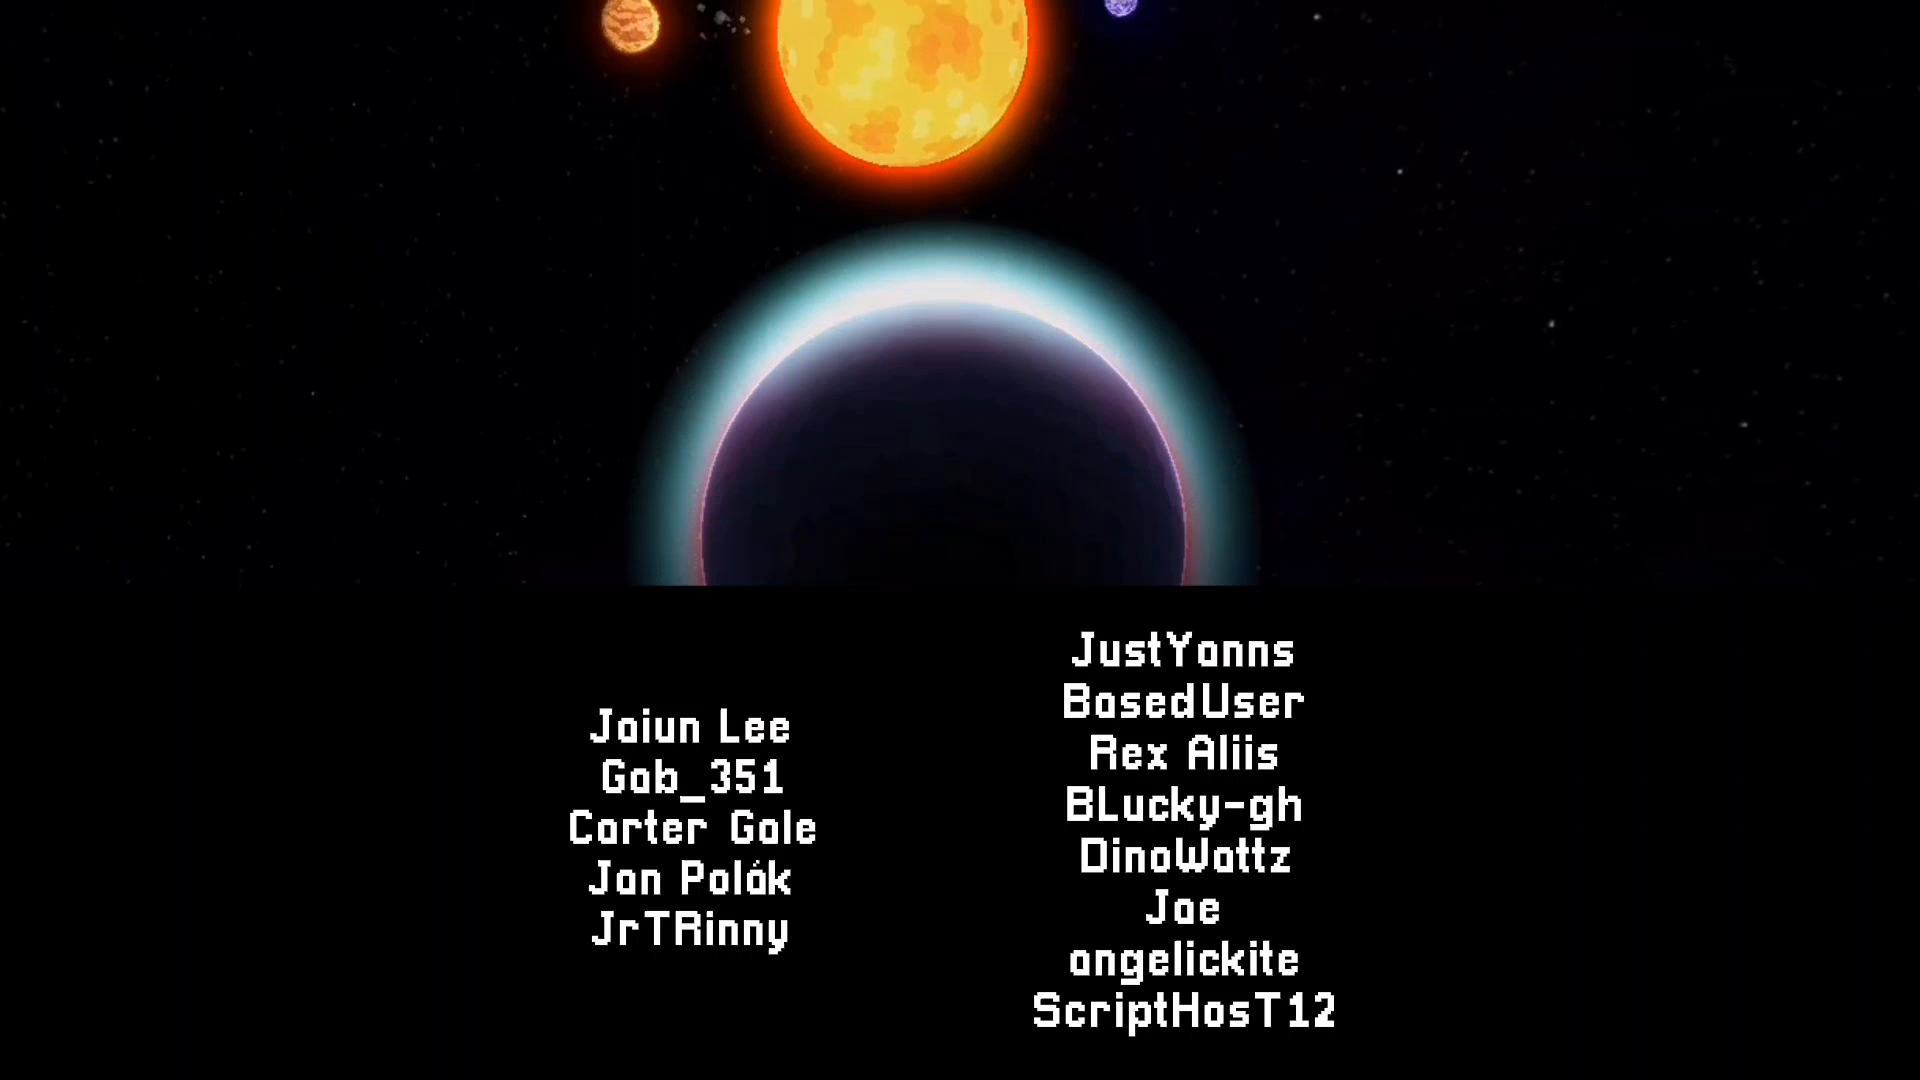 Jaiun Lee
Gab_351
Carter Gale
Jan Polák
JrTRinny
JustYanns
BasedUser
Rex Aliis
BLucky-gh
DinoWattz
Jae
angelickite
ScriptHosT12